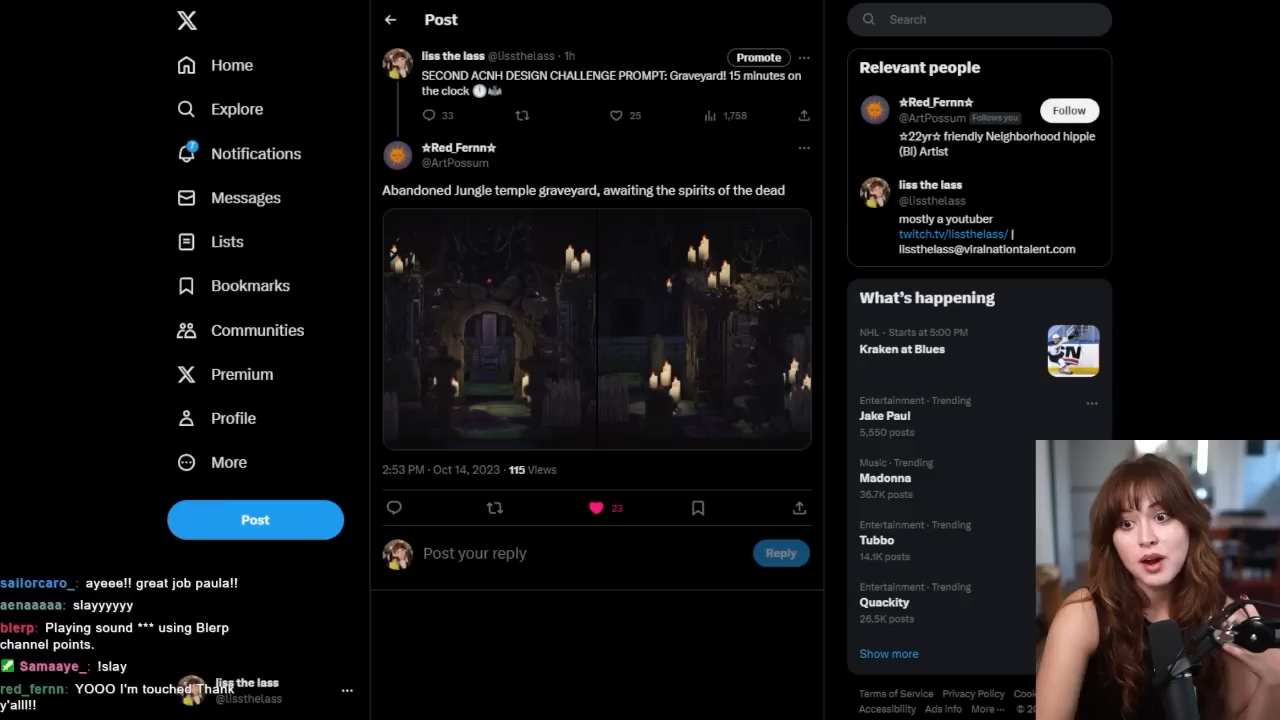 Home
Explore
7
Notifications
Messages
Lists
Bookmarks
Communities
Premium
Profile
More
Post
sailorcaro_: ayeee!! great job paula!!
aenaaaaa: slayyyyyy
blerp: Playing sound *** using Blerp
channel points.
Samaaye_: !slay
red_fernn: YOOO I'm touched Thank
y'alll!!
liss the lass
@lissthelass
Post
liss the lass @lissthelass · 1h
Promote
SECOND ACNH DESIGN CHALLENGE PROMPT: Graveyard! 15 minutes on
the clock 🕛🦇
33
25
1,758
☆Red_Fernn☆
@ArtPossum
Abandoned Jungle temple graveyard, awaiting the spirits of the dead
2:53 PM · Oct 14, 2023 · 115 Views
23
Post your reply
Reply
Search
Relevant people
☆Red_Fernn☆
@ArtPossum Follows you
Follow
☆22yr☆ friendly Neighborhood hippie
(BI) Artist
liss the lass
@lissthelass
mostly a youtuber
twitch.tv/lissthelass/ |
lissthelass@viralnationtalent.com
What's happening
NHL · Starts at 5:00 PM
Kraken at Blues
Entertainment · Trending
Jake Paul
5,550 posts
Music · Trending
Madonna
36.7K posts
Entertainment · Trending
Tubbo
14.1K posts
Entertainment · Trending
Quackity
26.5K posts
Show more
Terms of Service Privacy Policy Cook
Accessibility Ads info More ··· © 20